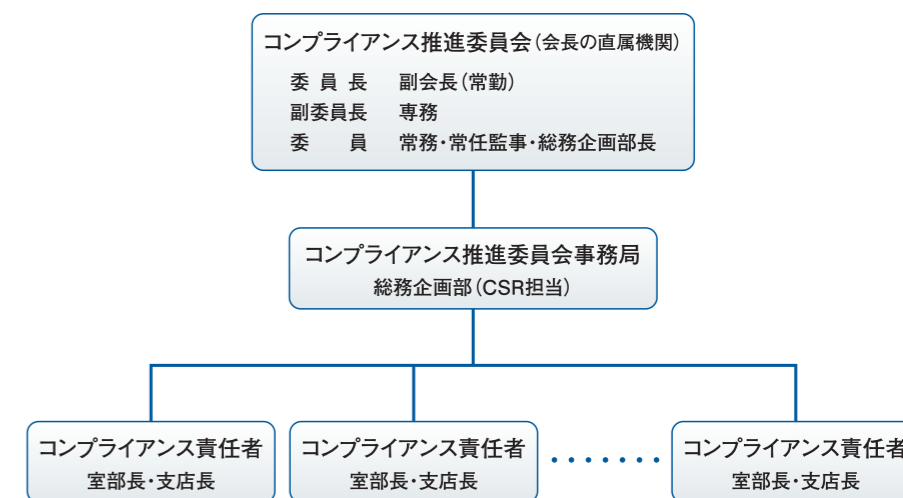 コンプライアンス推進委員会(会長の直属機関)
委員長 副会長(常勤)
副委員長 専務
委員 常務・常任監事・総務企画部長
コンプライアンス推進委員会事務局
総務企画部(CSR担当)
コンプライアンス責任者 コンプライアンス責任者 ・・・・・・・ コンプライアンス責任者
室部長・支店長 室部長・支店長 室部長・支店長